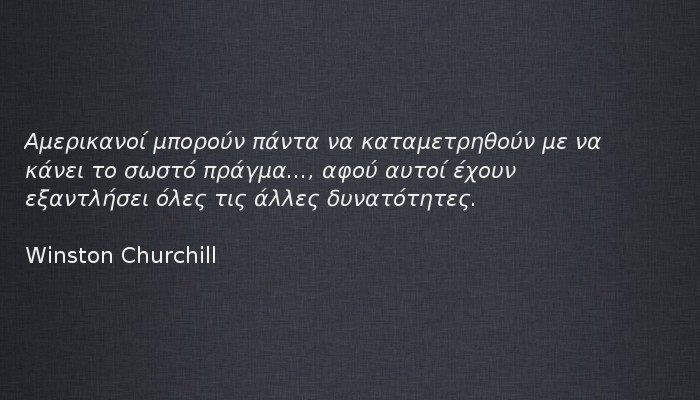 Αμερικανοί μπορούν πάντα να καταμετρηθούν με να
κάνει το σωστό πράγμα..., αφού αυτοί έχουν
εξαντλήσει όλες τις άλλες δυνατότητες.
Winston Churchill